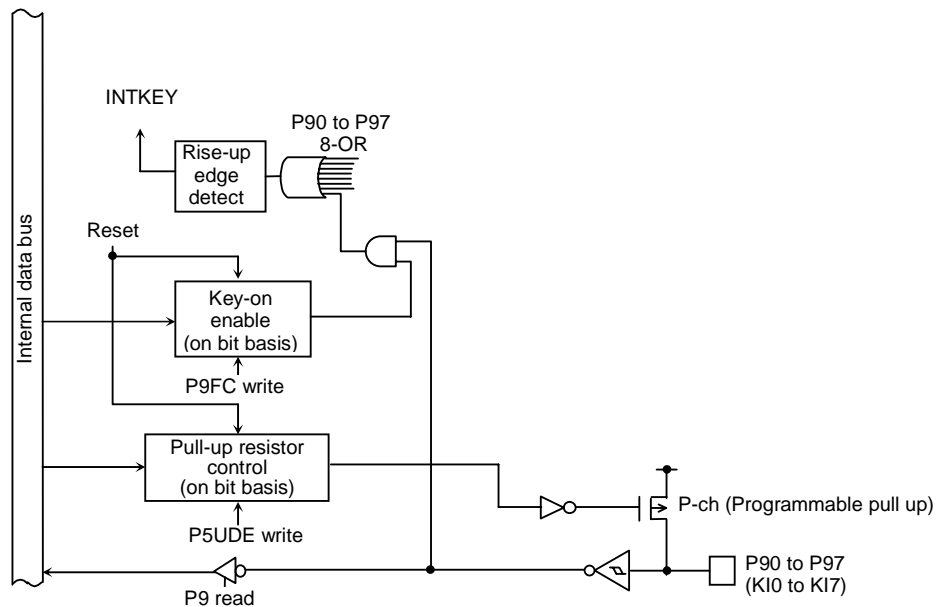 INTKEY
P90 to P97
8-OR
Rise-up
edge
detect
Reset
Internal data bus
Key-on
enable
(on bit basis)
P9FC write
Pull-up resistor
control
(on bit basis)
P-ch (Programmable pull up)
P5UDE write
P90 to P97
(KI0 to KI7)
P9 read